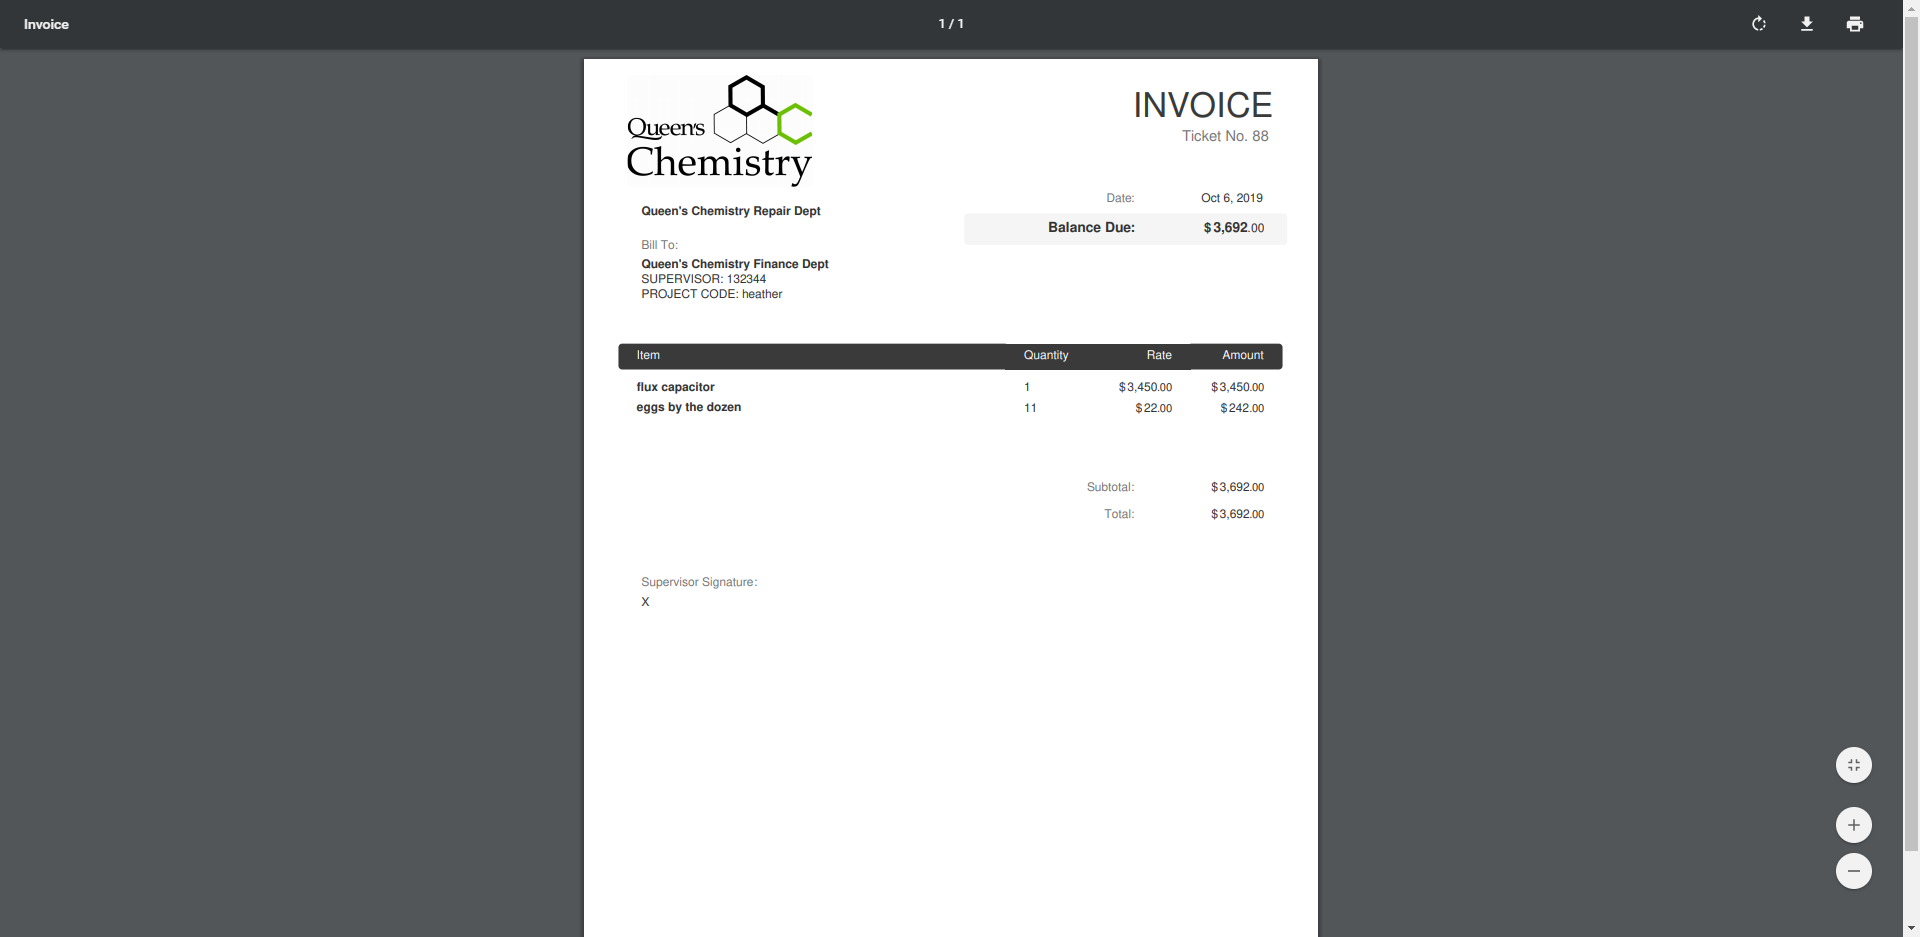 Invoice
1 / 1
Queen's
Chemistry
INVOICE
Ticket No. 88
Date: Oct 6, 2019
Balance Due: $3,692.00
Queen's Chemistry Repair Dept
Bill To:
Queen's Chemistry Finance Dept
SUPERVISOR: 132344
PROJECT CODE: heather
Item Quantity Rate Amount
flux capacitor 1 $3,450.00 $3,450.00
eggs by the dozen 11 $22.00 $242.00
Subtotal: $3,692.00
Total: $3,692.00
Supervisor Signature:
X